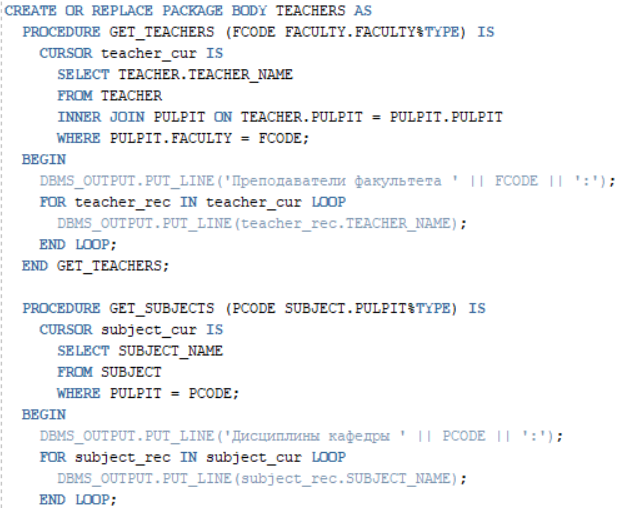 CREATE OR REPLACE PACKAGE BODY TEACHERS AS
PROCEDURE GET_TEACHERS (FCODE FACULTY.FACULTY%TYPE) IS
CURSOR teacher_cur IS
SELECT TEACHER.TEACHER_NAME
FROM TEACHER
INNER JOIN PULPIT ON TEACHER.PULPIT = PULPIT.PULPIT
WHERE PULPIT.FACULTY = FCODE;
BEGIN
DBMS_OUTPUT.PUT_LINE('Преподаватели факультета ' || FCODE || ':');
FOR teacher_rec IN teacher_cur LOOP
DBMS_OUTPUT.PUT_LINE(teacher_rec.TEACHER_NAME);
END LOOP;
END GET_TEACHERS;
PROCEDURE GET_SUBJECTS (PCODE SUBJECT.PULPIT%TYPE) IS
CURSOR subject_cur IS
SELECT SUBJECT_NAME
FROM SUBJECT
WHERE PULPIT = PCODE;
BEGIN
DBMS_OUTPUT.PUT_LINE('Дисциплины кафедры ' || PCODE || ':');
FOR subject_rec IN subject_cur LOOP
DBMS_OUTPUT.PUT_LINE(subject_rec.SUBJECT_NAME);
END LOOP;